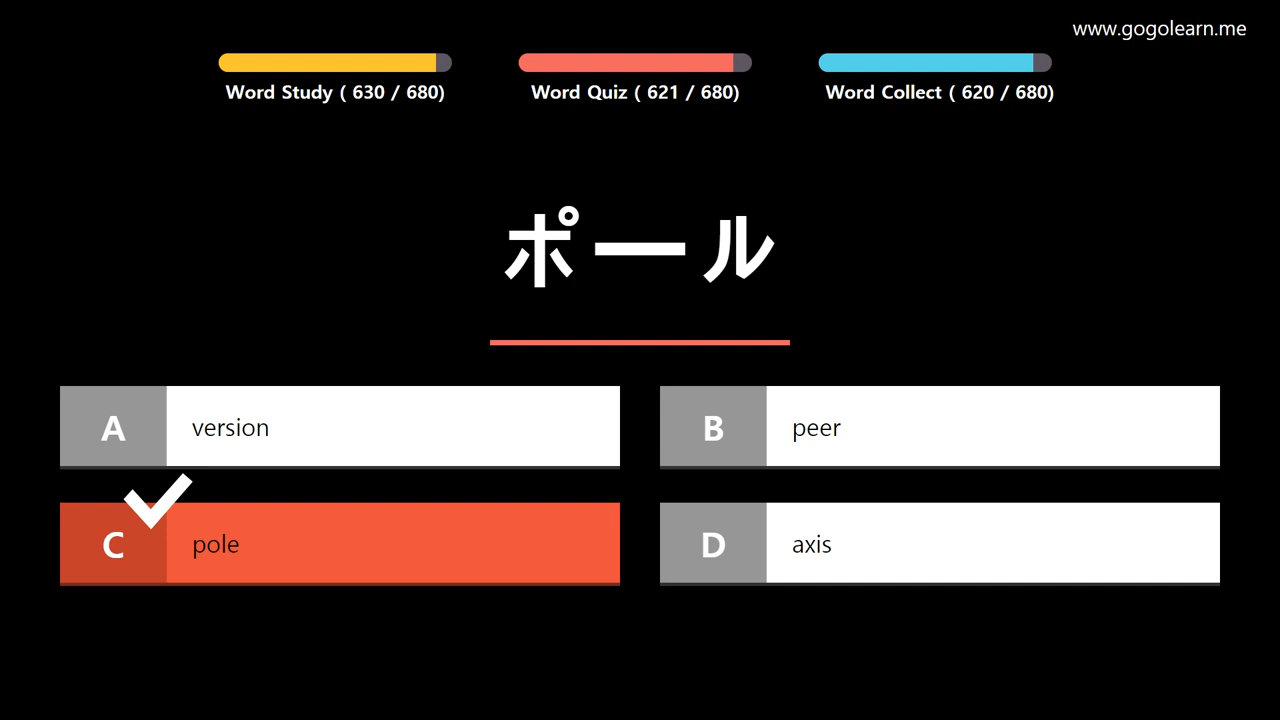 www.gogolearn.me
Word Study ( 630 / 680)
Word Quiz ( 621 / 680)
Word Collect ( 620 / 680)
ポール
A version
B peer
C pole
D axis